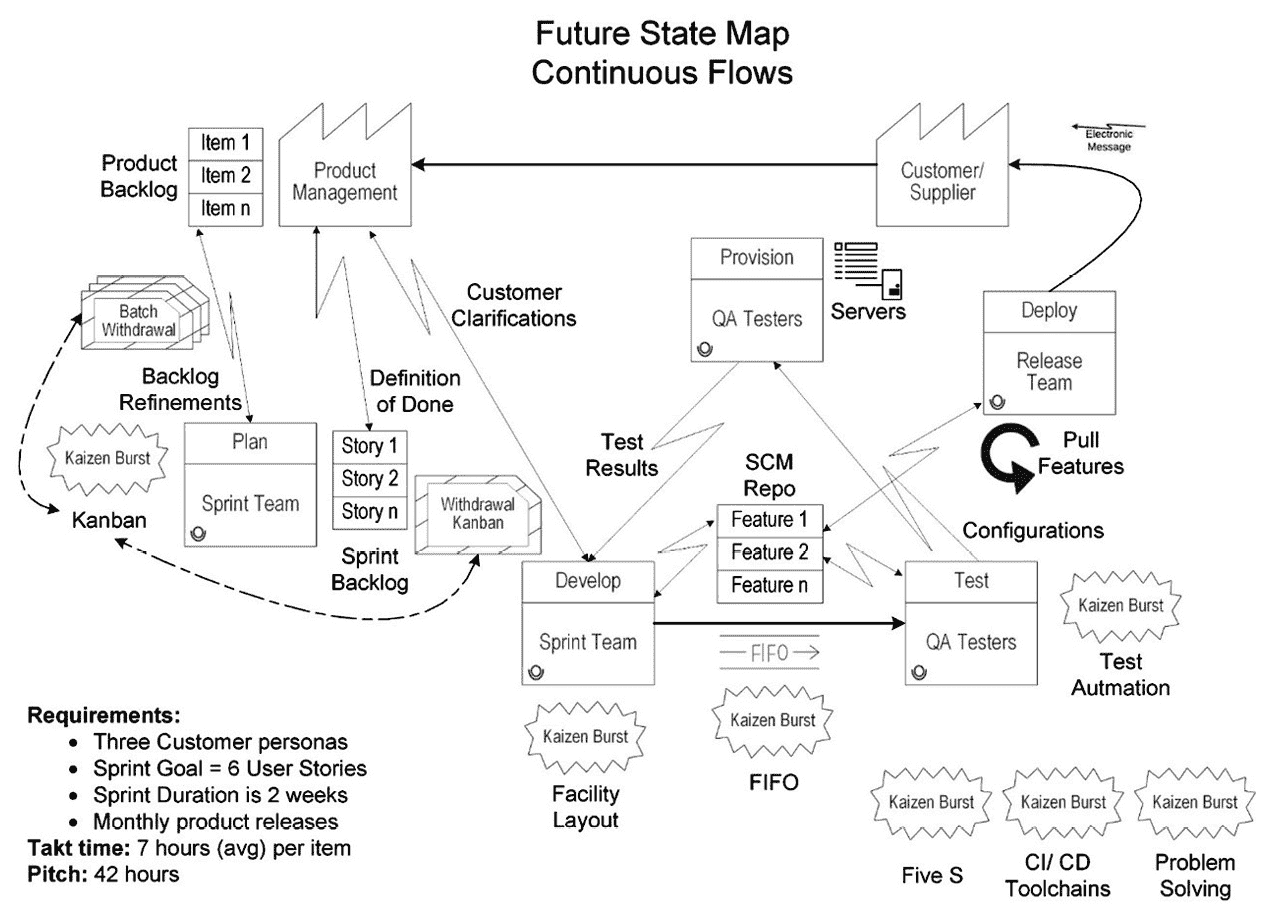 Future State Map
Continuous Flows
Product
Backlog
Item 1
Item 2
Item n
Product
Management
Customer/
Supplier
Electronic
Message
Batch
Withdrawal
Backlog
Refinements
Customer
Clarifications
Definition
of Done
Provision
QA Testers
Servers
Deploy
Release
Team
Pull
Features
Kaizen Burst
Kanban
Plan
Sprint Team
Story 1
Story 2
Story n
Sprint
Backlog
Withdrawal
Kanban
Test
Results
SCM
Repo
Feature 1
Feature 2
Feature n
Configurations
Develop
Sprint Team
FIFO
Test
QA Testers
Kaizen Burst
Test
Autmation
Kaizen Burst
Facility
Layout
Kaizen Burst
FIFO
Requirements:
• Three Customer personas
• Sprint Goal = 6 User Stories
• Sprint Duration is 2 weeks
• Monthly product releases
Takt time: 7 hours (avg) per item
Pitch: 42 hours
Kaizen Burst
Five S
Kaizen Burst
CI/ CD
Toolchains
Kaizen Burst
Problem
Solving